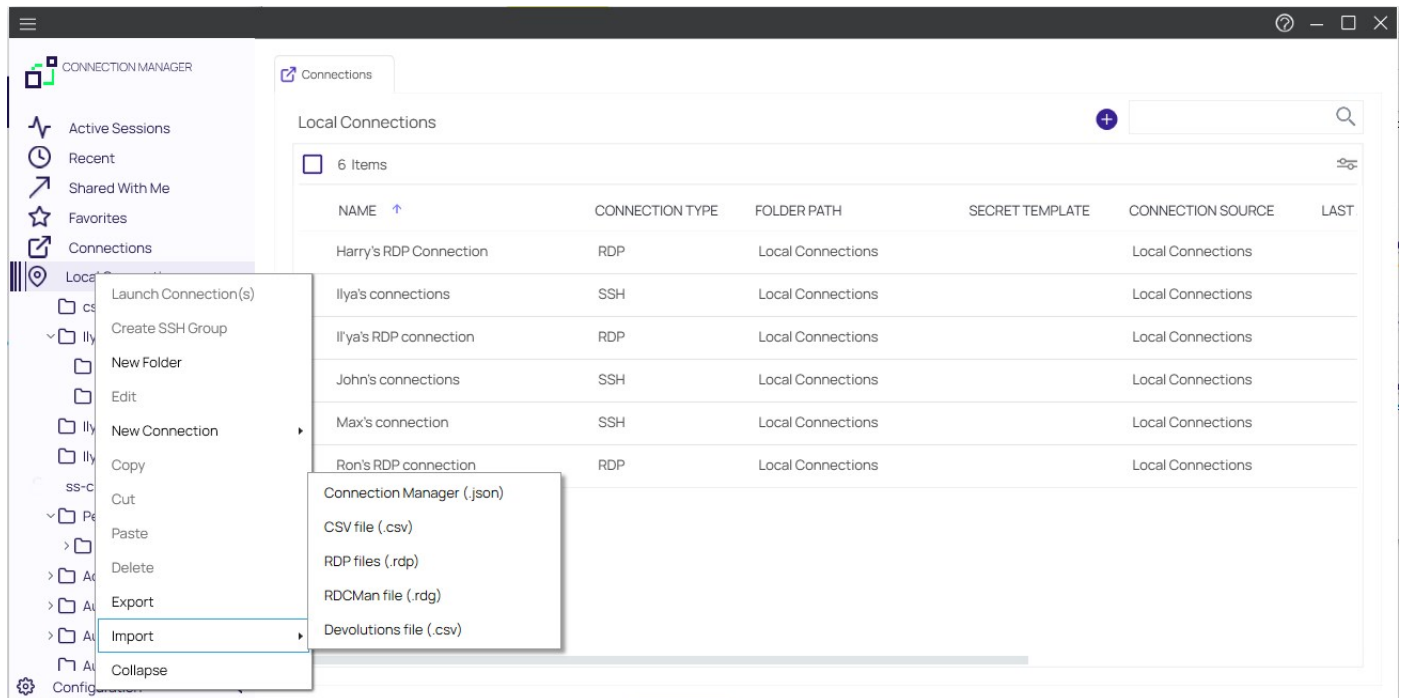 CONNECTION MANAGER
Active Sessions
Recent
Shared With Me
Favorites
Connections
Launch Connection(s)
Create SSH Group
New Folder
Edit
New Connection
Copy
Cut
Paste
Delete
Export
Import
Collapse
Connection Manager (.json)
CSV file (.csv)
RDP files (.rdp)
RDCMan file (.rdg)
Devolutions file (.csv)
Connections
Local Connections
6 Items
NAME CONNECTION TYPE FOLDER PATH SECRET TEMPLATE CONNECTION SOURCE LAST
Harry's RDP Connection RDP Local Connections Local Connections
Ilya's connections SSH Local Connections Local Connections
Il'ya's RDP connection RDP Local Connections Local Connections
John's connections SSH Local Connections Local Connections
Max's connection SSH Local Connections Local Connections
Ron's RDP connection RDP Local Connections Local Connections